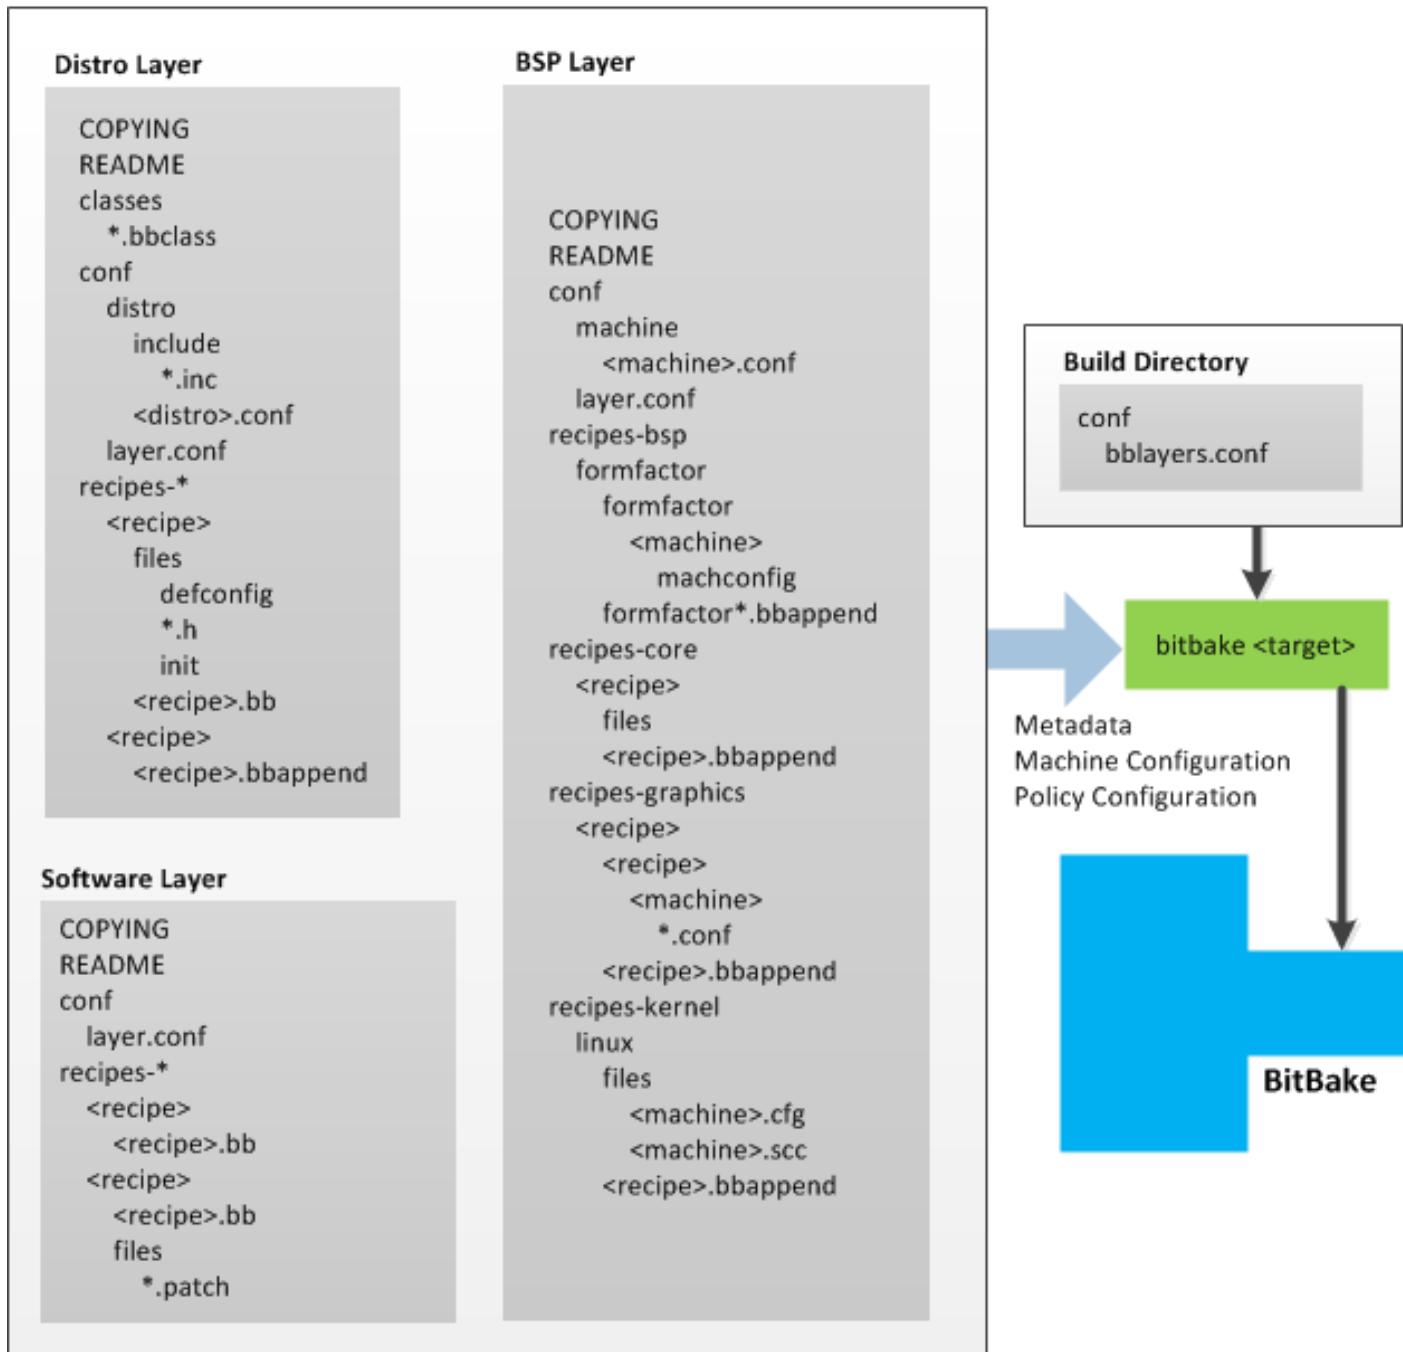 Distro Layer
COPYING
README
classes
*.bbclass
conf
distro
include
*.inc
<distro>.conf
layer.conf
recipes-*
<recipe>
files
defconfig
*.h
init
<recipe>.bb
<recipe>
<recipe>.bbappend
Software Layer
COPYING
README
conf
layer.conf
recipes-*
<recipe>
<recipe>.bb
<recipe>
<recipe>.bb
files
*.patch
BSP Layer
COPYING
README
conf
machine
<machine>.conf
layer.conf
recipes-bsp
formfactor
formfactor
<machine>
machconfig
formfactor*.bbappend
recipes-core
<recipe>
files
<recipe>.bbappend
recipes-graphics
<recipe>
<recipe>
<machine>
*.conf
<recipe>.bbappend
recipes-kernel
linux
files
<machine>.cfg
<machine>.scc
<recipe>.bbappend
Build Directory
conf
bblayers.conf
bitbake <target>
Metadata
Machine Configuration
Policy Configuration
BitBake